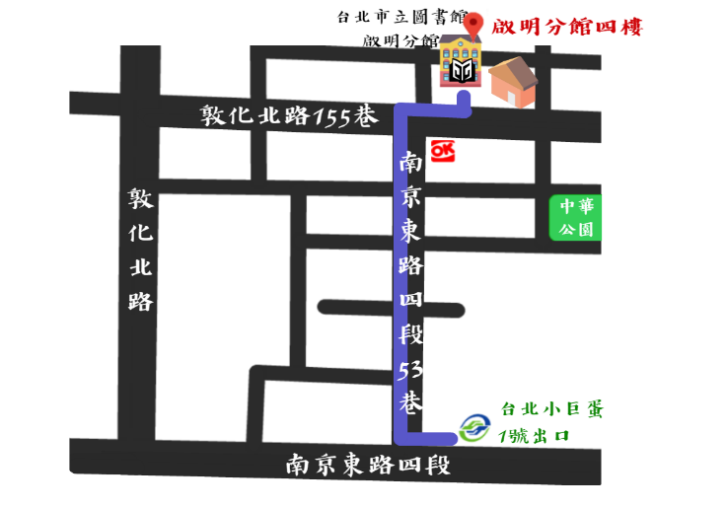 台北市立圖書館
啟明分館
啟明分館四樓
敦化北路155巷
OK
南京東路四段53巷
敦化北路
中華
公園
台北小巨蛋
1號出口
南京東路四段